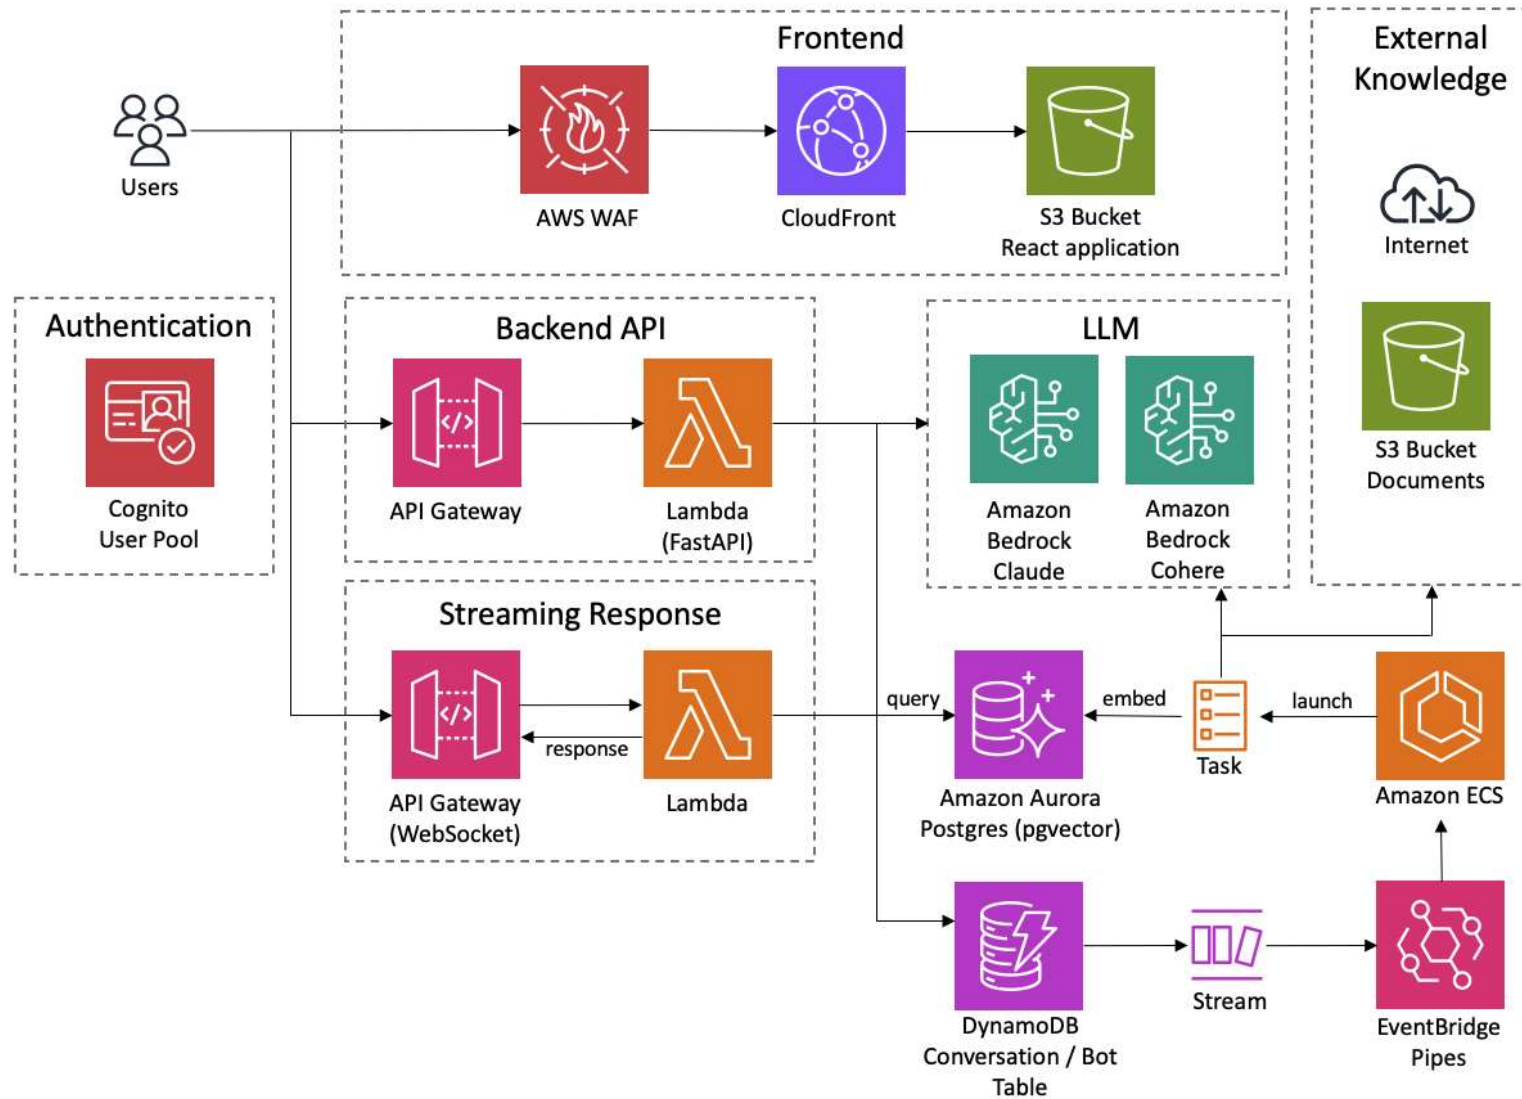 Frontend
External
Knowledge
Users
AWS WAF
CloudFront
S3 Bucket
React application
Internet
Authentication
Cognito
User Pool
Backend API
API Gateway
Lambda
(FastAPI)
LLM
Amazon
Bedrock
Claude
Amazon
Bedrock
Cohere
S3 Bucket
Documents
Streaming Response
response
API Gateway
(WebSocket)
Lambda
query
Amazon Aurora
Postgres (pgvector)
embed
Task
launch
Amazon ECS
DynamoDB
Conversation / Bot
Table
Stream
EventBridge
Pipes